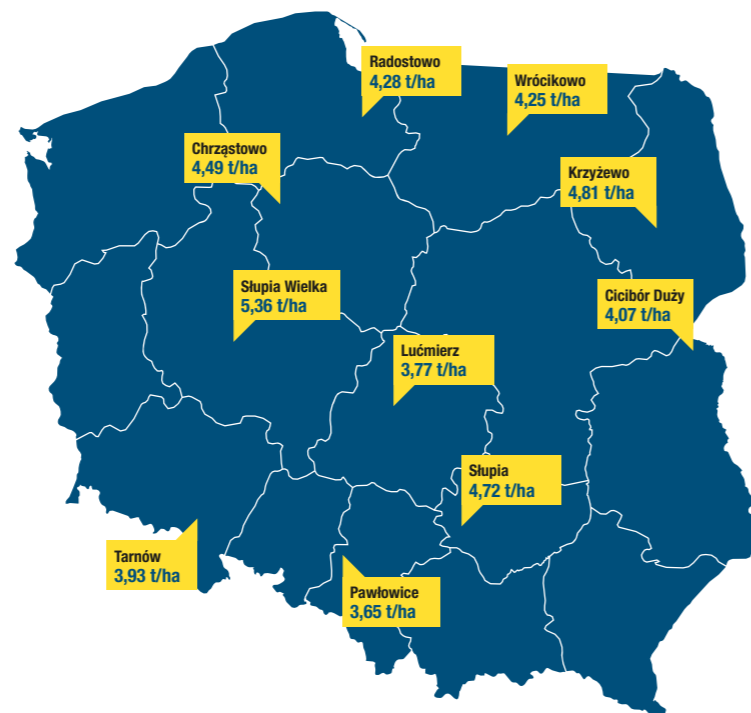 Radostowo
4,28 t/ha
Wrócikowo
4,25 t/ha
Chrząstowo
4,49 t/ha
Krzyżewo
4,81 t/ha
Słupia Wielka
5,36 t/ha
Cicibór Duży
4,07 t/ha
Lućmierz
3,77 t/ha
Słupia
4,72 t/ha
Tarnów
3,93 t/ha
Pawłowice
3,65 t/ha